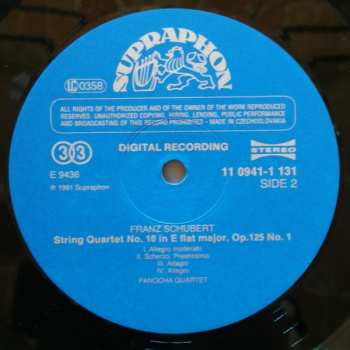 SUPRAPHON
LC 0358
ALL RIGHTS OF THE PRODUCER AND OF THE OWNER OF THE WORK REPRODUCED
RESERVED. UNAUTHORIZED COPYING, HIRING, LENDING, PUBLIC PERFORMANCE
AND BROADCASTING OF THIS RECORD PROHIBITED - MADE IN CZECHOSLOVAKIA
33
DIGITAL RECORDING
STEREO
E 9436
11 0941-1 131
℗ 1991 Supraphon
SIDE 2
FRANZ SCHUBERT
String Quartet No. 10 in E flat major, Op.125 No. 1
I. Allegro moderato
II. Scherzo. Prestissimo
III. Adagio
IV. Allegro
PANOCHA QUARTET